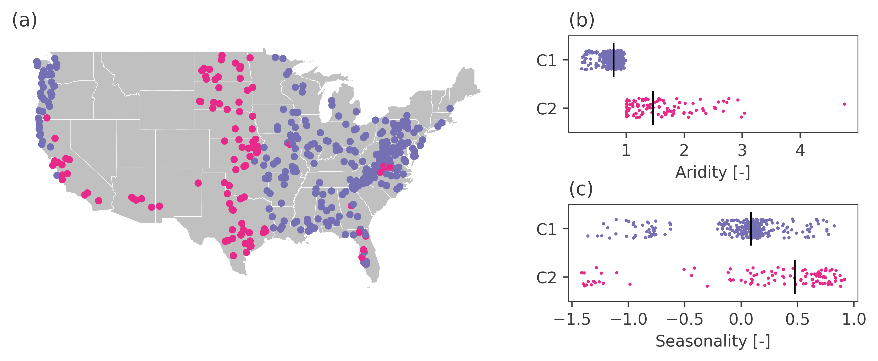 (a)
(b)
C1
C2
1 2 3 4
Aridity [-]
(c)
C1
C2
−1.5 −1.0 −0.5 0.0 0.5 1.0
Seasonality [-]